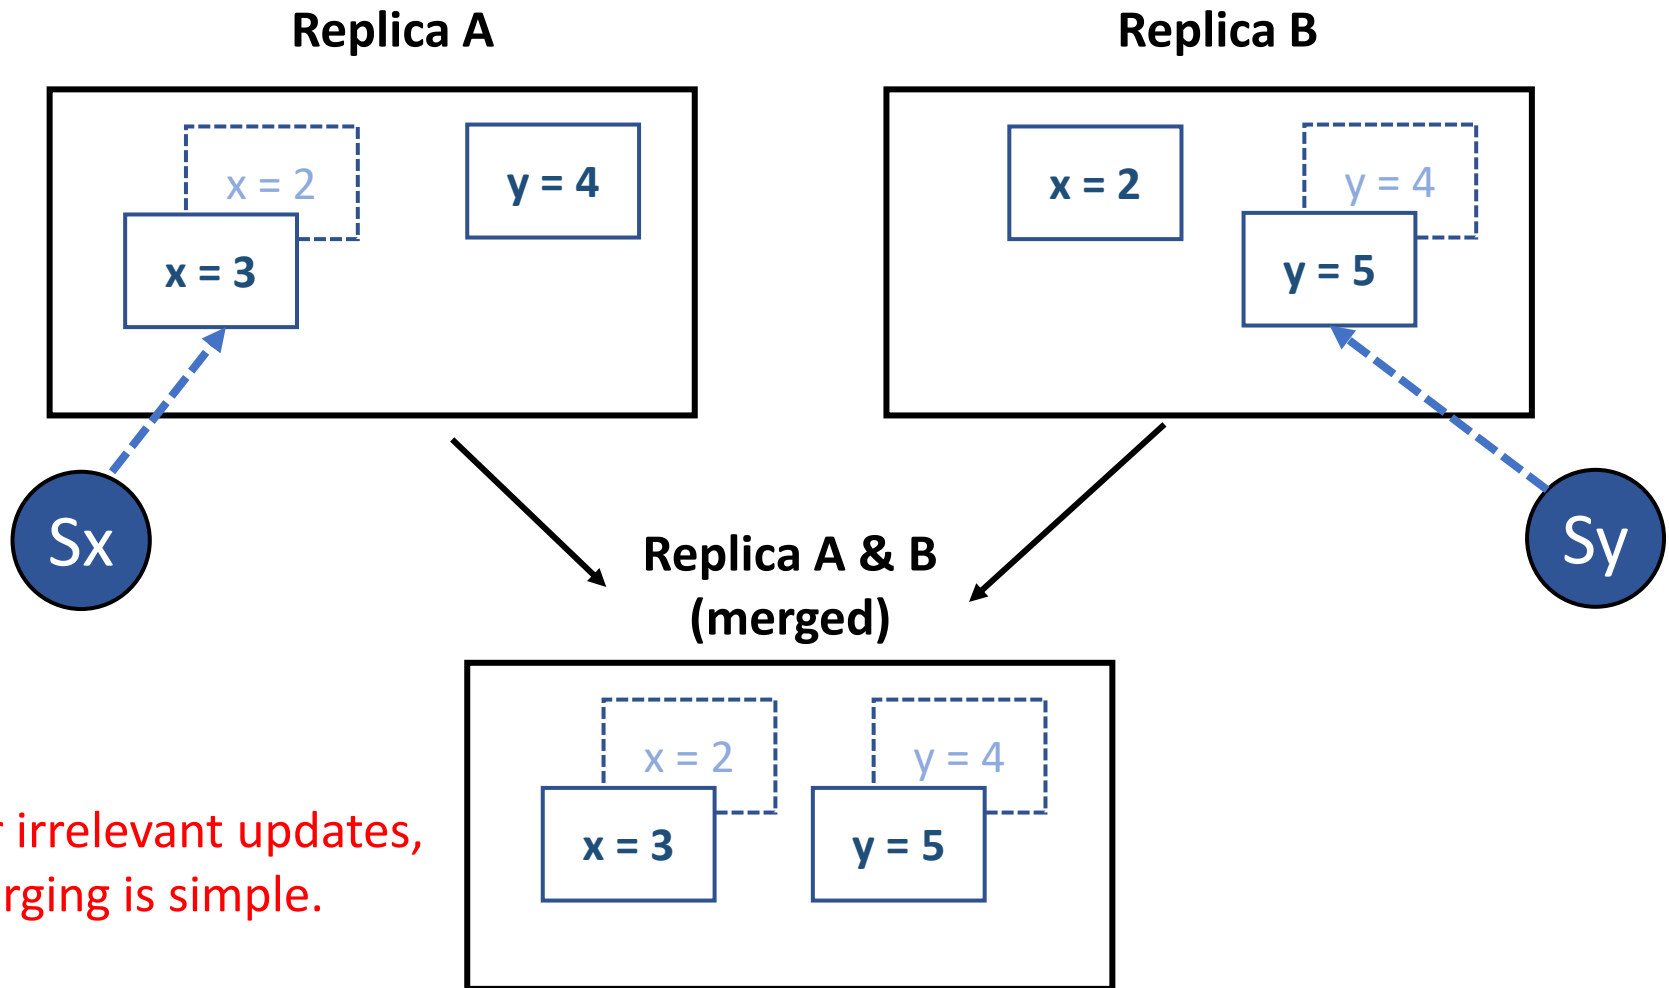 Replica A
Replica B
x = 2
y = 4
x = 3
x = 2
y = 4
y = 5
Sx
Sy
Replica A & B
(merged)
x = 2
y = 4
x = 3
y = 5
irrelevant updates,
is simple.